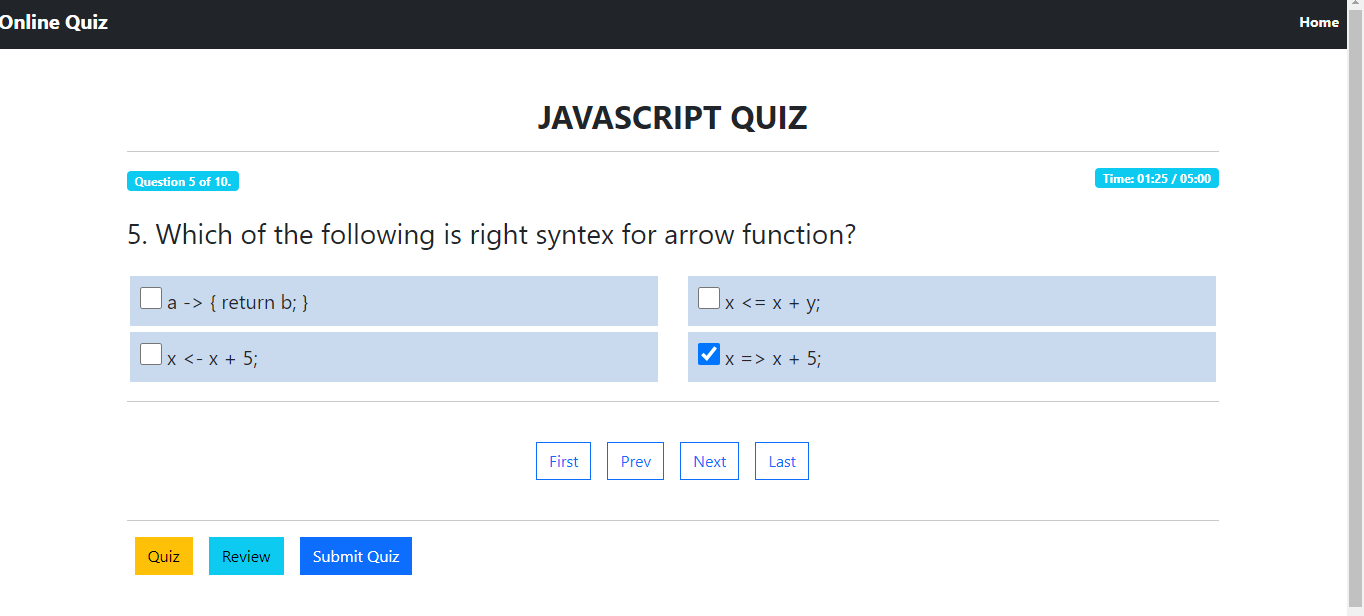 Online Quiz
Home
JAVASCRIPT QUIZ
Question 5 of 10.
Time: 01:25 / 05:00
5. Which of the following is right syntex for arrow function?
a -> { return b; }
x <= x + y;
x <- x + 5;
x => x + 5;
First
Prev
Next
Last
Quiz
Review
Submit Quiz